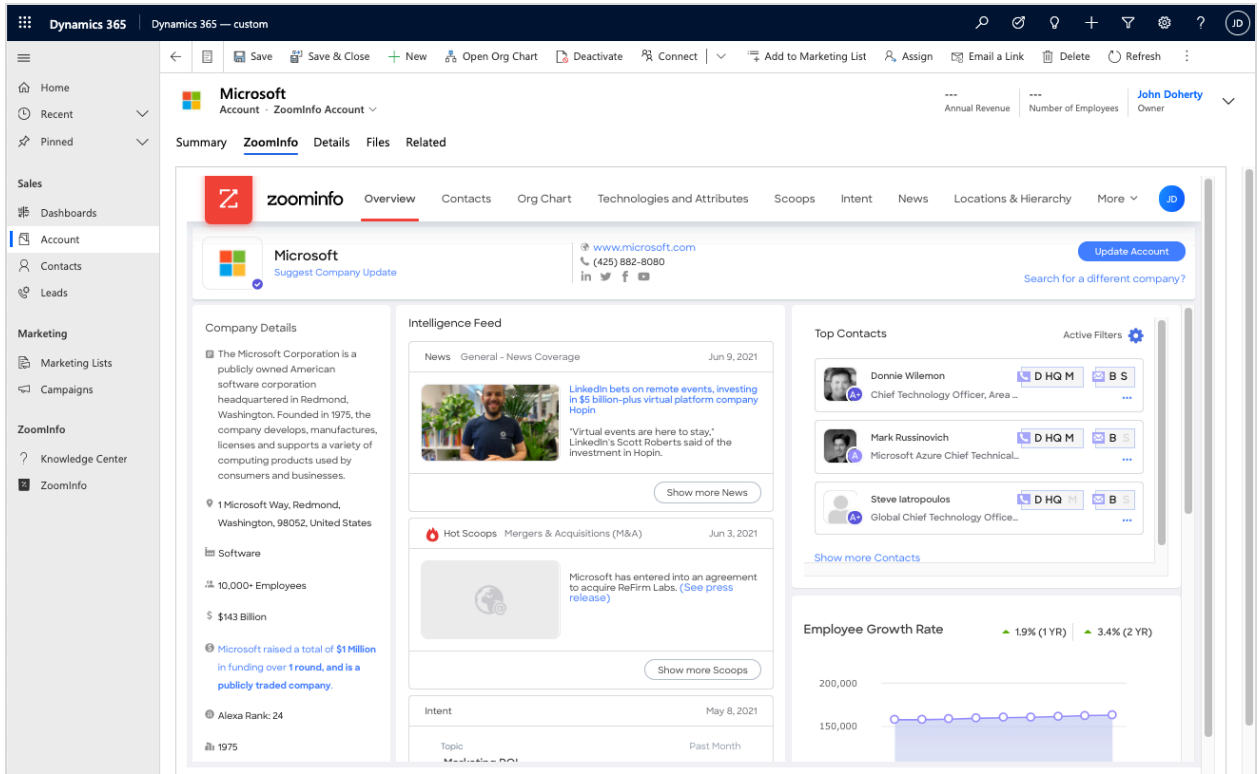 Dynamics 365 Dynamics 365 — custom JD
Save Save & Close New Open Org Chart Deactivate Connect Add to Marketing List Assign Email a Link Delete Refresh
Home
Recent
Pinned
Sales
Dashboards
Account
Contacts
Leads
Marketing
Marketing Lists
Campaigns
ZoomInfo
Knowledge Center
ZoomInfo
Microsoft
Account · ZoomInfo Account
---
Annual Revenue
---
Number of Employees
John Doherty
Owner
Summary ZoomInfo Details Files Related
zoominfo Overview Contacts Org Chart Technologies and Attributes Scoops Intent News Locations & Hierarchy More JD
Microsoft
Suggest Company Update
www.microsoft.com
(425) 882-8080
Update Account
Search for a different company?
Company Details
The Microsoft Corporation is a
publicly owned American
software corporation
headquartered in Redmond,
Washington. Founded in 1975, the
company develops, manufactures,
licenses and supports a variety of
computing products used by
consumers and businesses.
1 Microsoft Way, Redmond,
Washington, 98052, United States
Software
10,000+ Employees
$143 Billion
Microsoft raised a total of $1 Million
in funding over 1 round, and is a
publicly traded company.
Alexa Rank: 24
1975
Intelligence Feed
News General - News Coverage Jun 9, 2021
LinkedIn bets on remote events, investing
in $5 billion-plus virtual platform company
Hopin
"Virtual events are here to stay,"
LinkedIn's Scott Roberts said of the
investment in Hopin.
Show more News
Hot Scoops Mergers & Acquisitions (M&A) Jun 3, 2021
Microsoft has entered into an agreement
to acquire ReFirm Labs. (See press
release)
Show more Scoops
Intent May 8, 2021
Topic Past Month
Marketing ROI
Top Contacts Active Filters
Donnie Wilemon D HQ M B S
A+ Chief Technology Officer, Area ...
Mark Russinovich D HQ M B S
A Microsoft Azure Chief Technical...
Steve Iatropoulos D HQ M B S
A+ Global Chief Technology Office...
Show more Contacts
Employee Growth Rate 1.9% (1 YR) 3.4% (2 YR)
200,000
150,000